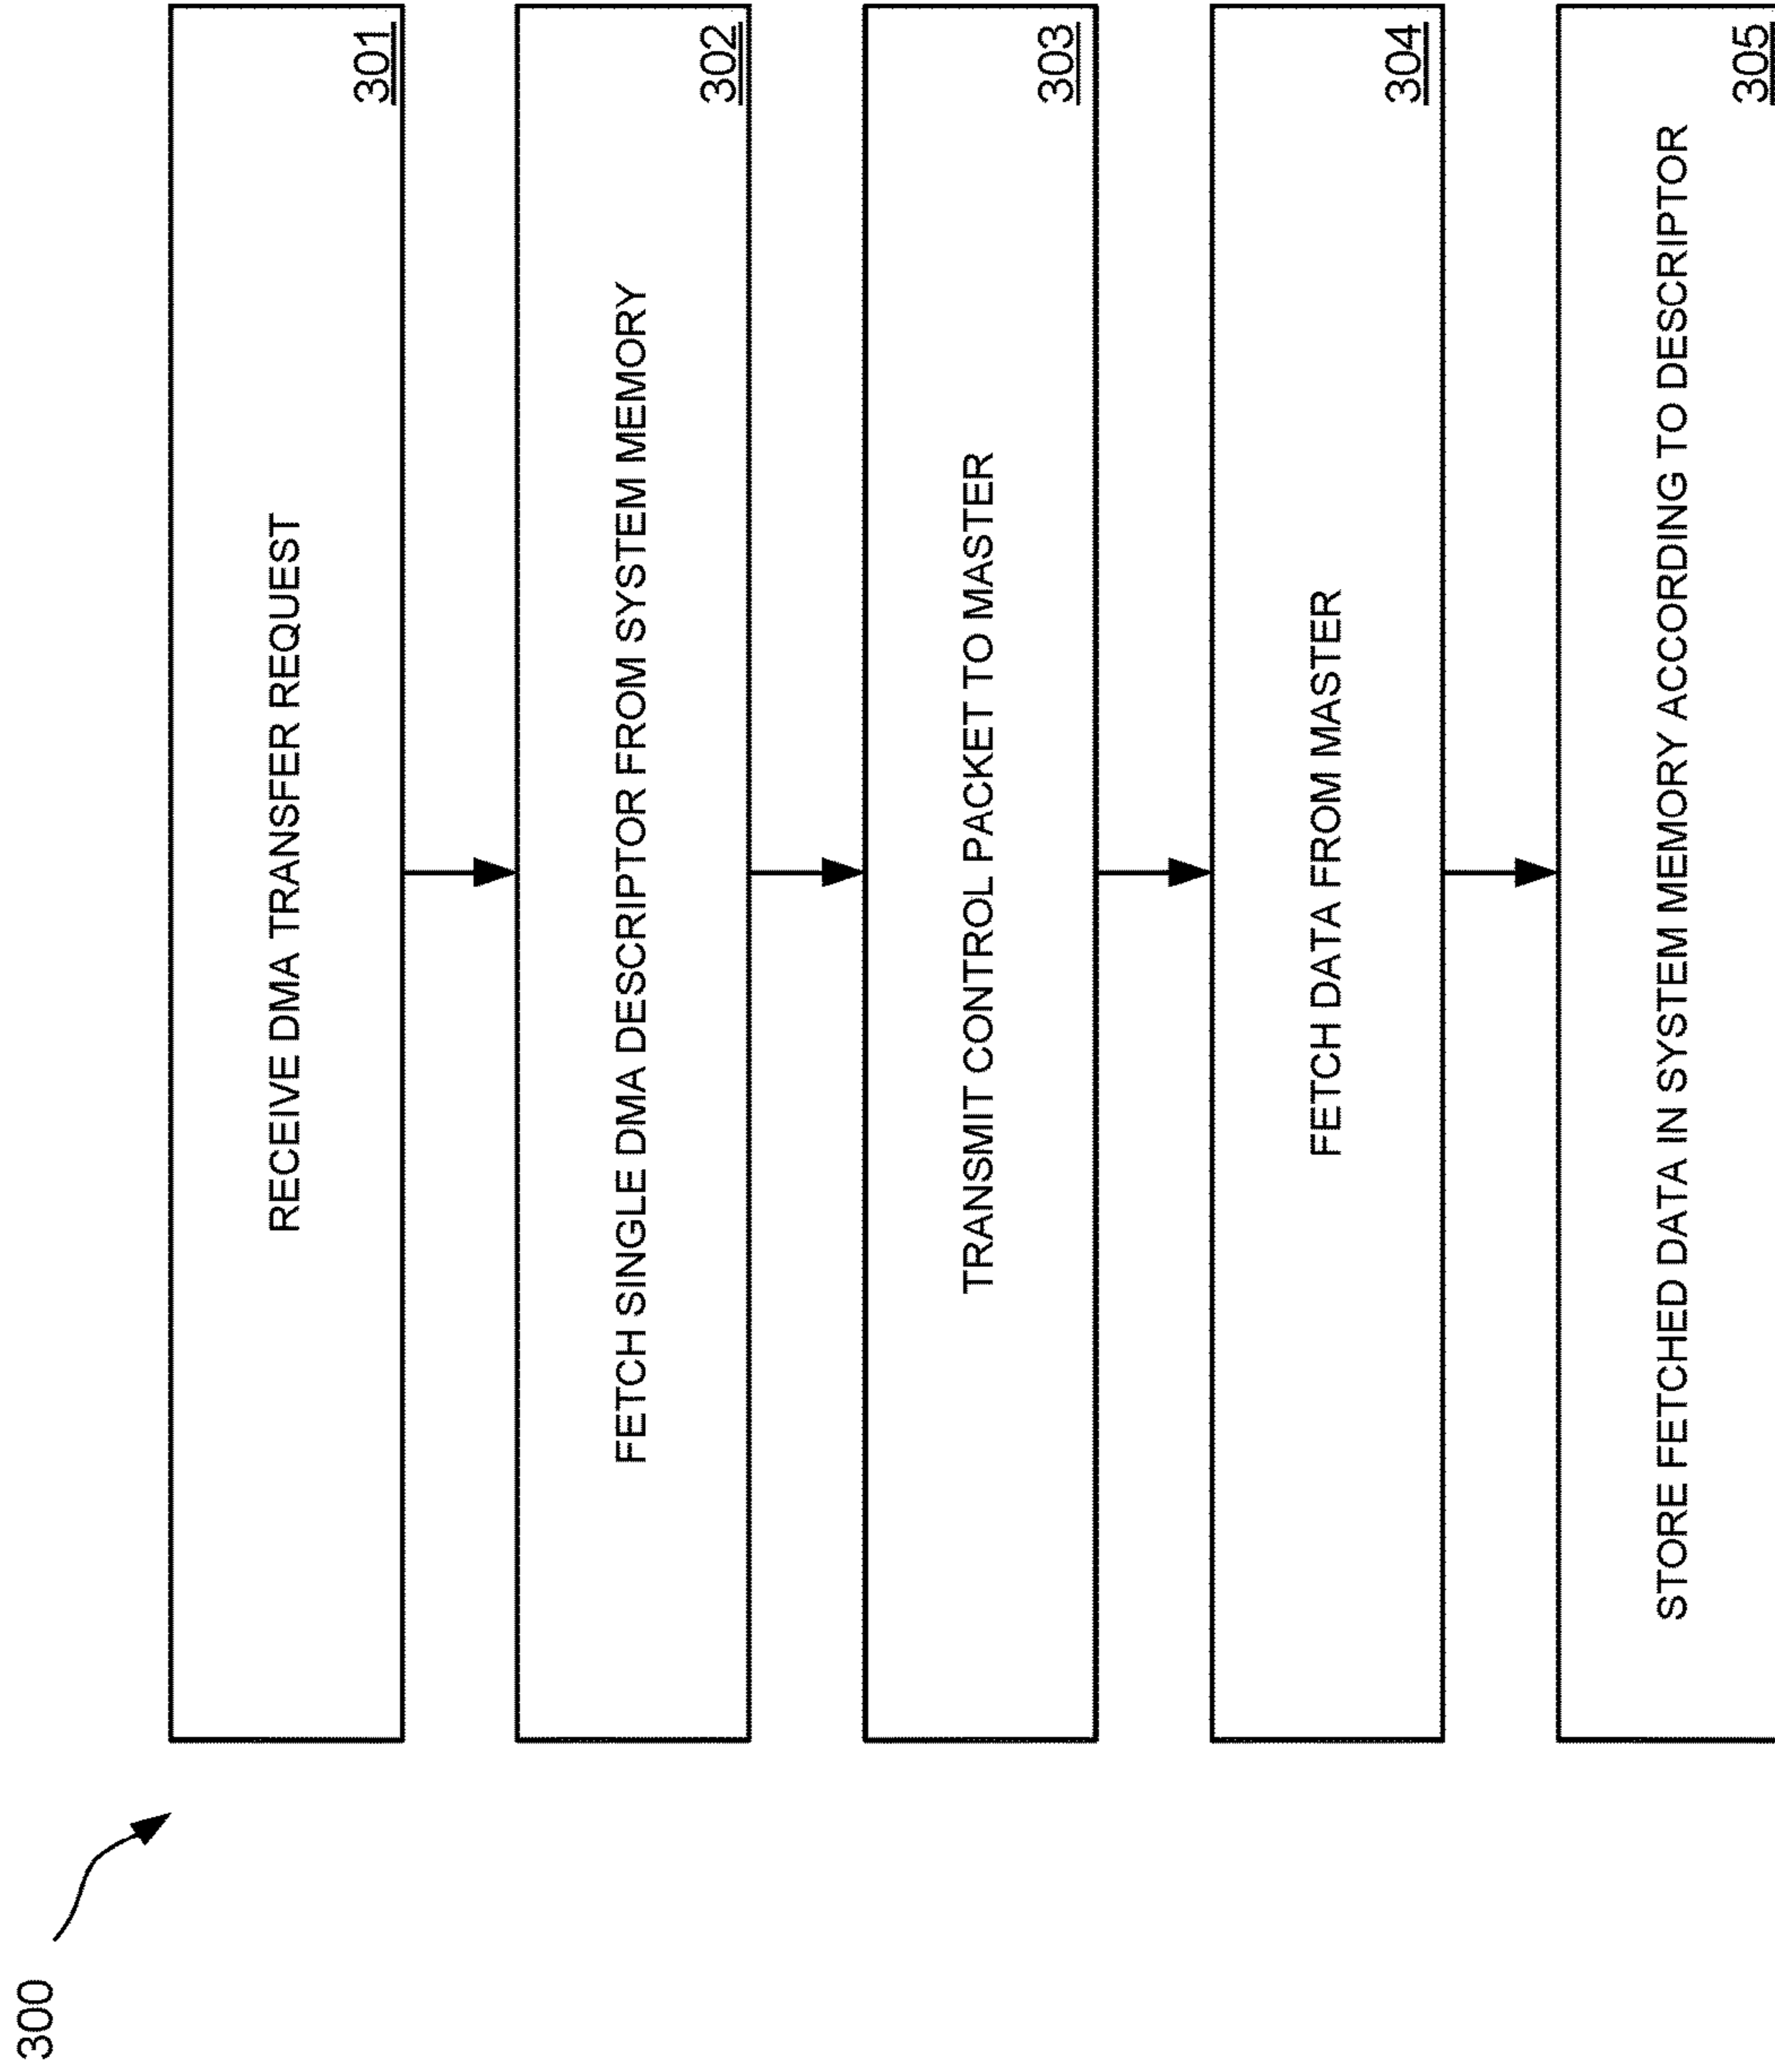 300
RECEIVE DMA TRANSFER REQUEST
301
FETCH SINGLE DMA DESCRIPTOR FROM SYSTEM MEMORY
302
TRANSMIT CONTROL PACKET TO MASTER
303
FETCH DATA FROM MASTER
304
STORE FETCHED DATA IN SYSTEM MEMORY ACCORDING TO DESCRIPTOR
305